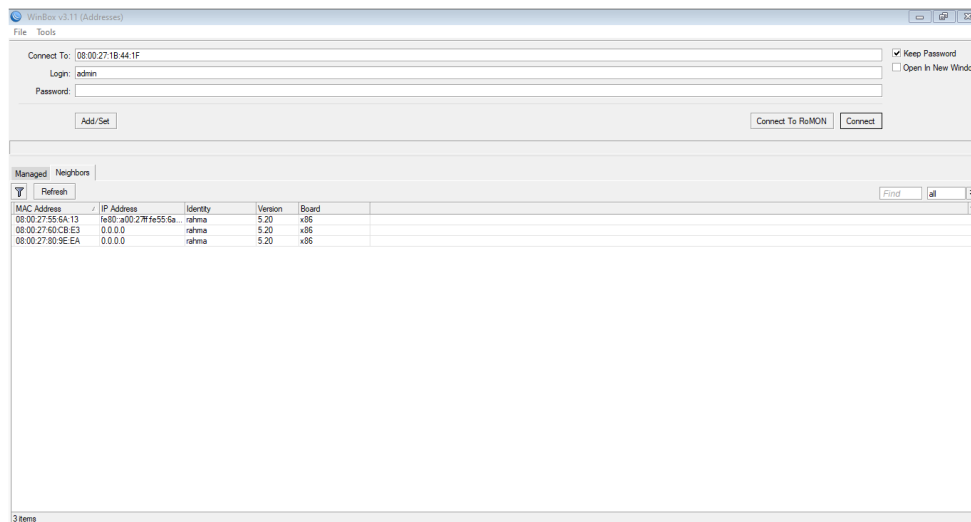 WinBox v3.11 (Addresses)
File Tools
Connect To: 08:00:27:1B:44:1F
Keep Password
Login: admin
Open In New
Password:
Add/Set
Connect To RoMON Connect
Managed Neighbors
Refresh
Find all
MAC Address IP Address Identity Version Board
08:00:27:55:6A:13 fe80::a00:27ff:fe55:6a... rahma 5.20 x86
08:00:27:60:CB:E3 0.0.0.0 rahma 5.20 x86
08:00:27:80:9E:EA 0.0.0.0 rahma 5.20 x86
3 items